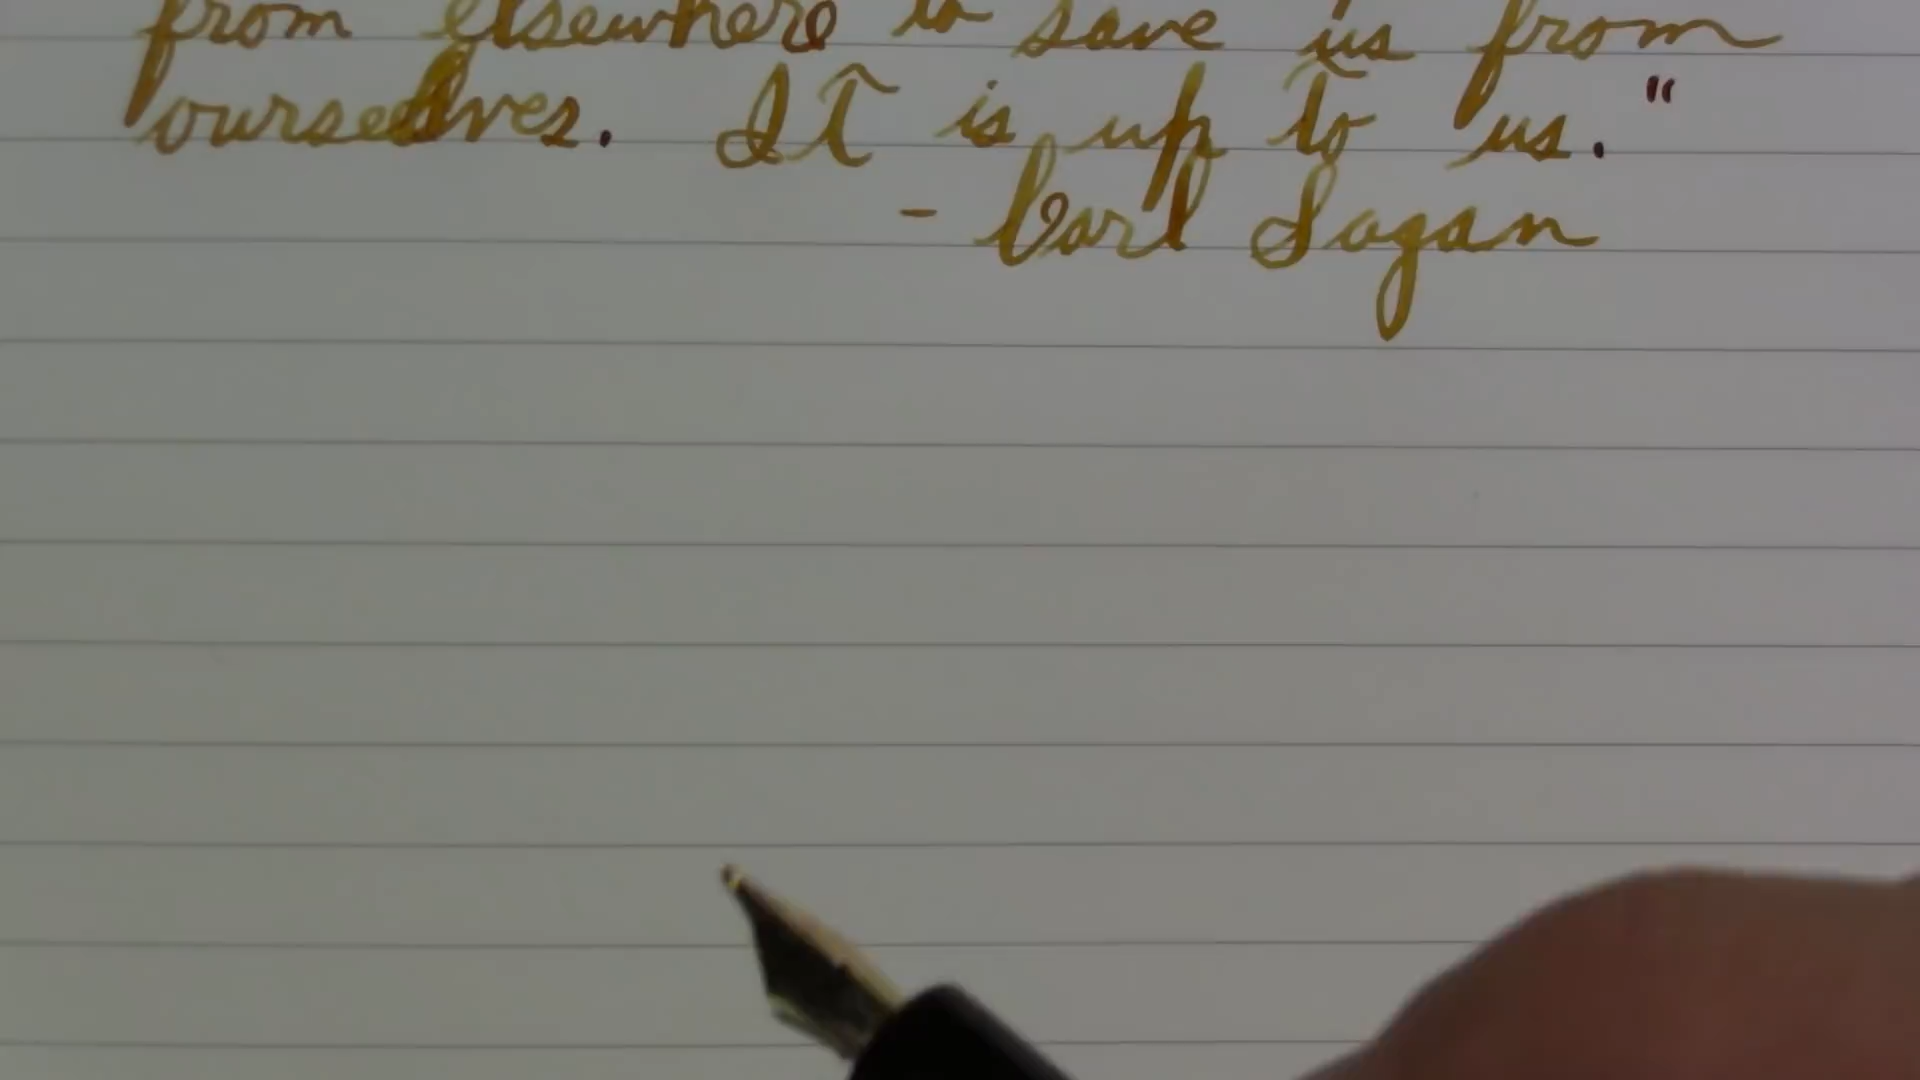 from elsewhere to save us from
ourselves. It is up to us."
- Carl Sagan